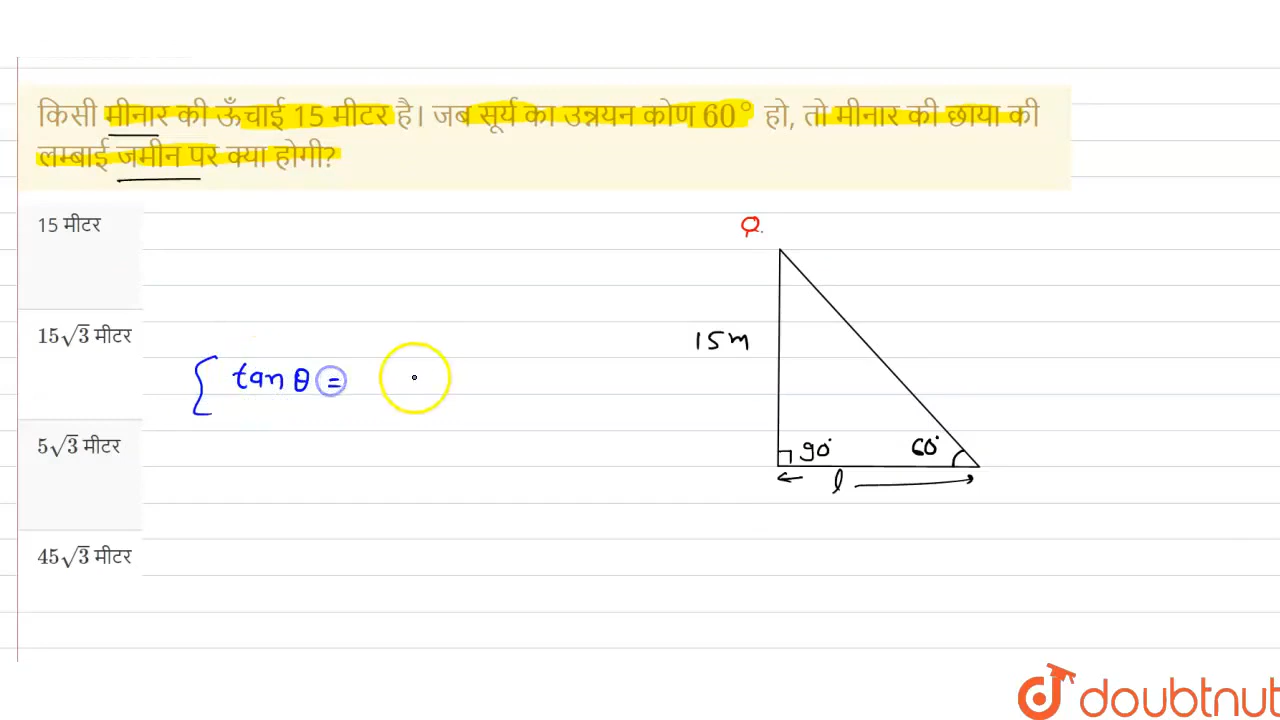 किसी मीनार की ऊँचाई 15 मीटर है। जब सूर्य का उन्नयन कोण 60° हो, तो मीनार की छाया की
लम्बाई जमीन पर क्या होगी?
15 मीटर
Q.
15√3 मीटर
15m
{ tan θ =
5√3 मीटर
90°
60°
l
45√3 मीटर
doubtnut